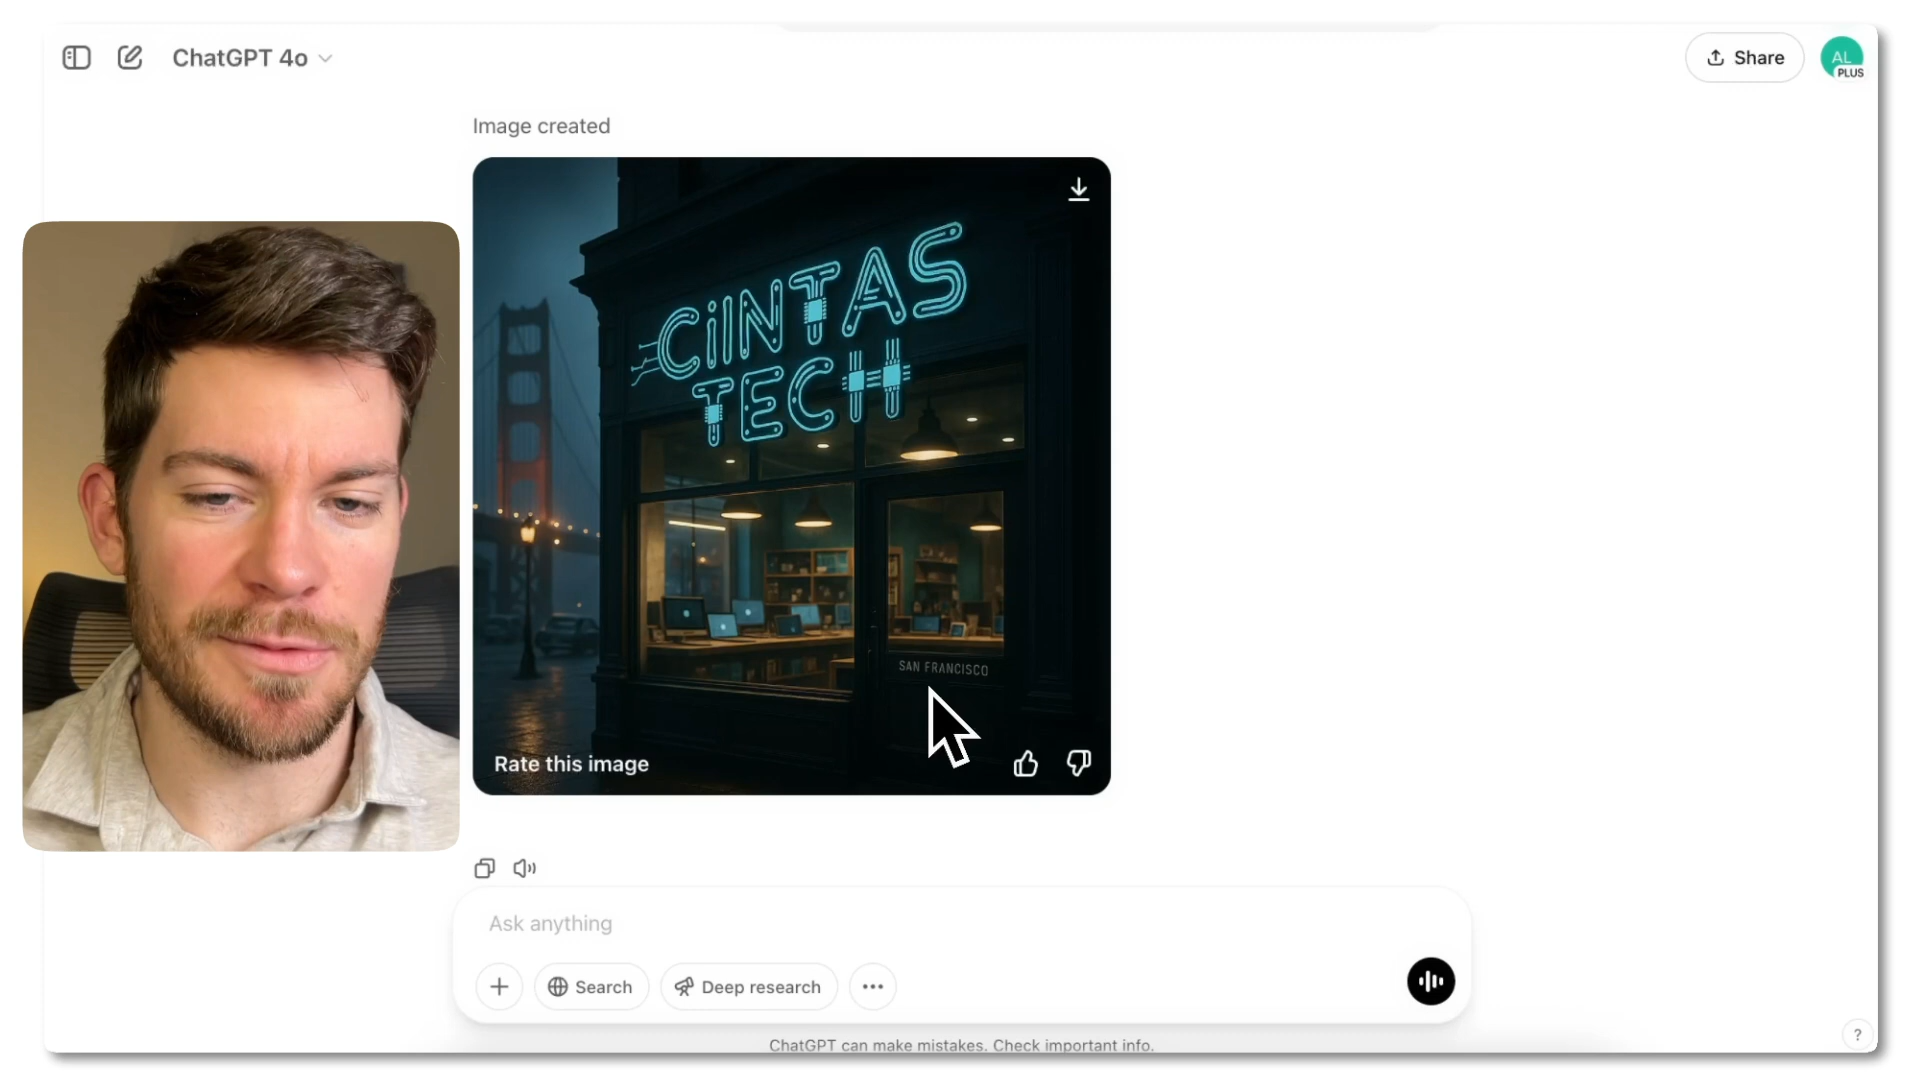 ChatGPT 4o
Share
AL
PLUS
Image created
CiINTAS
TECH
SAN FRANCISCO
Rate this image
Ask anything
Search
Deep research
ChatGPT can make mistakes. Check important info.
?